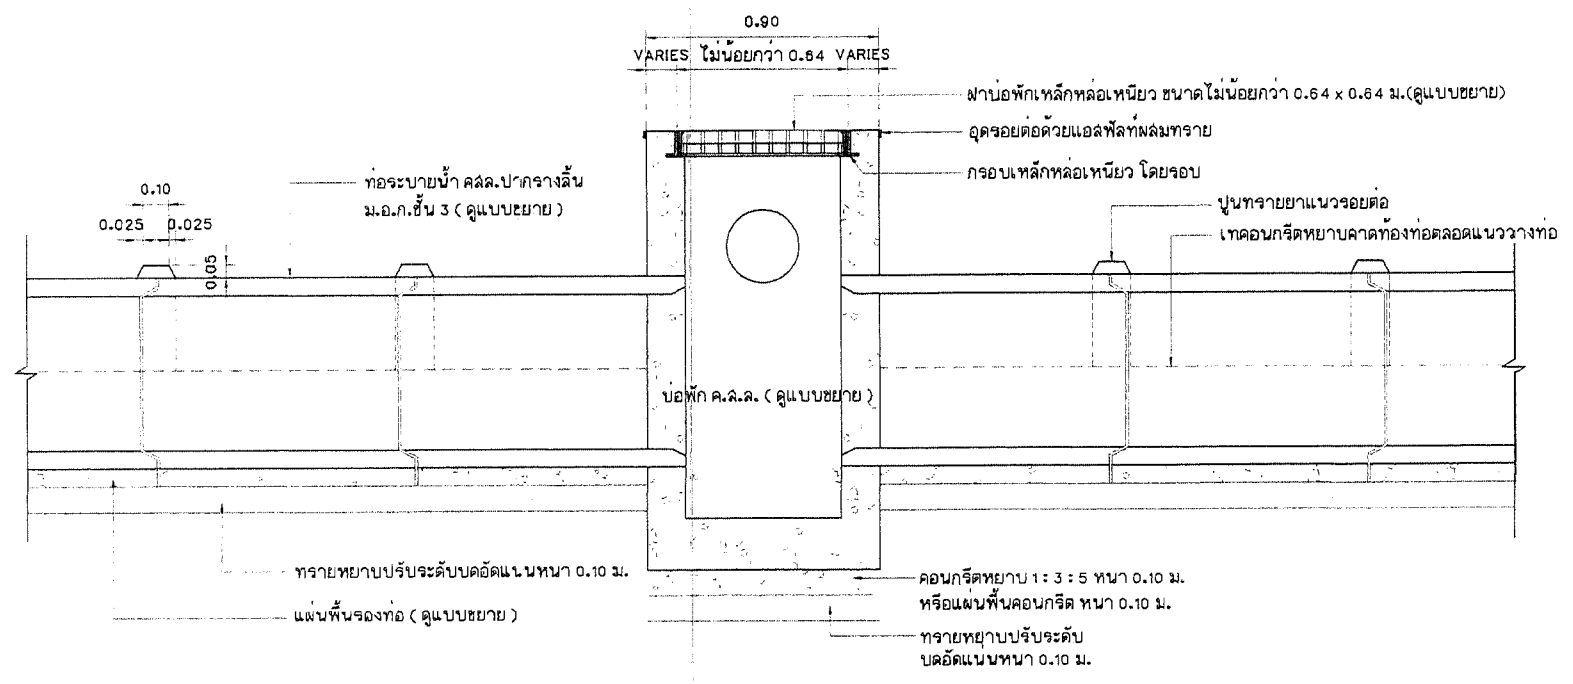 0.90
VARIES ไม่น้อยกว่า 0.64 VARIES
ฝาบ่อพักเหล็กหล่อเหนียว ขนาดไม่น้อยกว่า 0.64 x 0.64 ม.(ดูแบบขยาย)
อุดรอยต่อด้วยแอสฟัลท์ผสมทราย
กรอบเหล็กหล่อเหนียว โดยรอบ
ท่อระบายน้ำ คสล.ปากรางลิ้น
ม.อ.ก.ชั้น 3 ( ดูแบบขยาย )
0.10
0.025 0.025
0.05
ปูนทรายยาแนวรอยต่อ
เทคอนกรีตหยาบคาดท้องท่อตลอดแนววางท่อ
บ่อพัก ค.ส.ล. ( ดูแบบขยาย )
ทรายหยาบปรับระดับบดอัดแน่นหนา 0.10 ม.
แผ่นพื้นรองท่อ ( ดูแบบขยาย )
คอนกรีตหยาบ 1 : 3 : 5 หนา 0.10 ม.
หรือแผ่นพื้นคอนกรีต หนา 0.10 ม.
ทรายหยาบปรับระดับ
บดอัดแน่นหนา 0.10 ม.